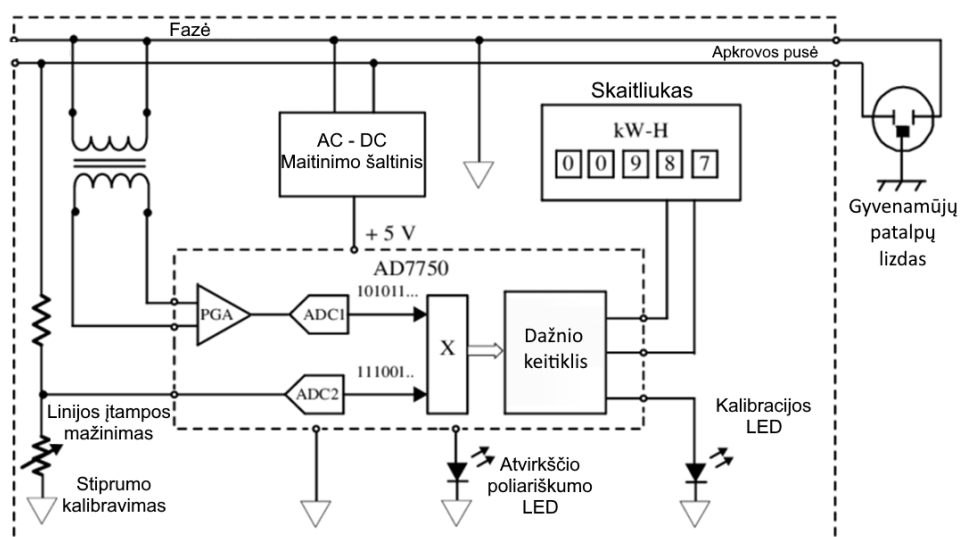 Fazė
Apkrovos pusė
Skaitliukas
kW-H
0 0 9 8 7
AC - DC
Maitinimo šaltinis
Gyvenamūjų
patalpų
lizdas
+ 5 V
AD7750
101011...
PGA
ADC1
X
Dažnio
keitiklis
111001..
ADC2
Linijos įtampos
mažinimas
Kalibracijos
LED
Stiprumo
kalibravimas
Atvirkščio
poliariškumo
LED